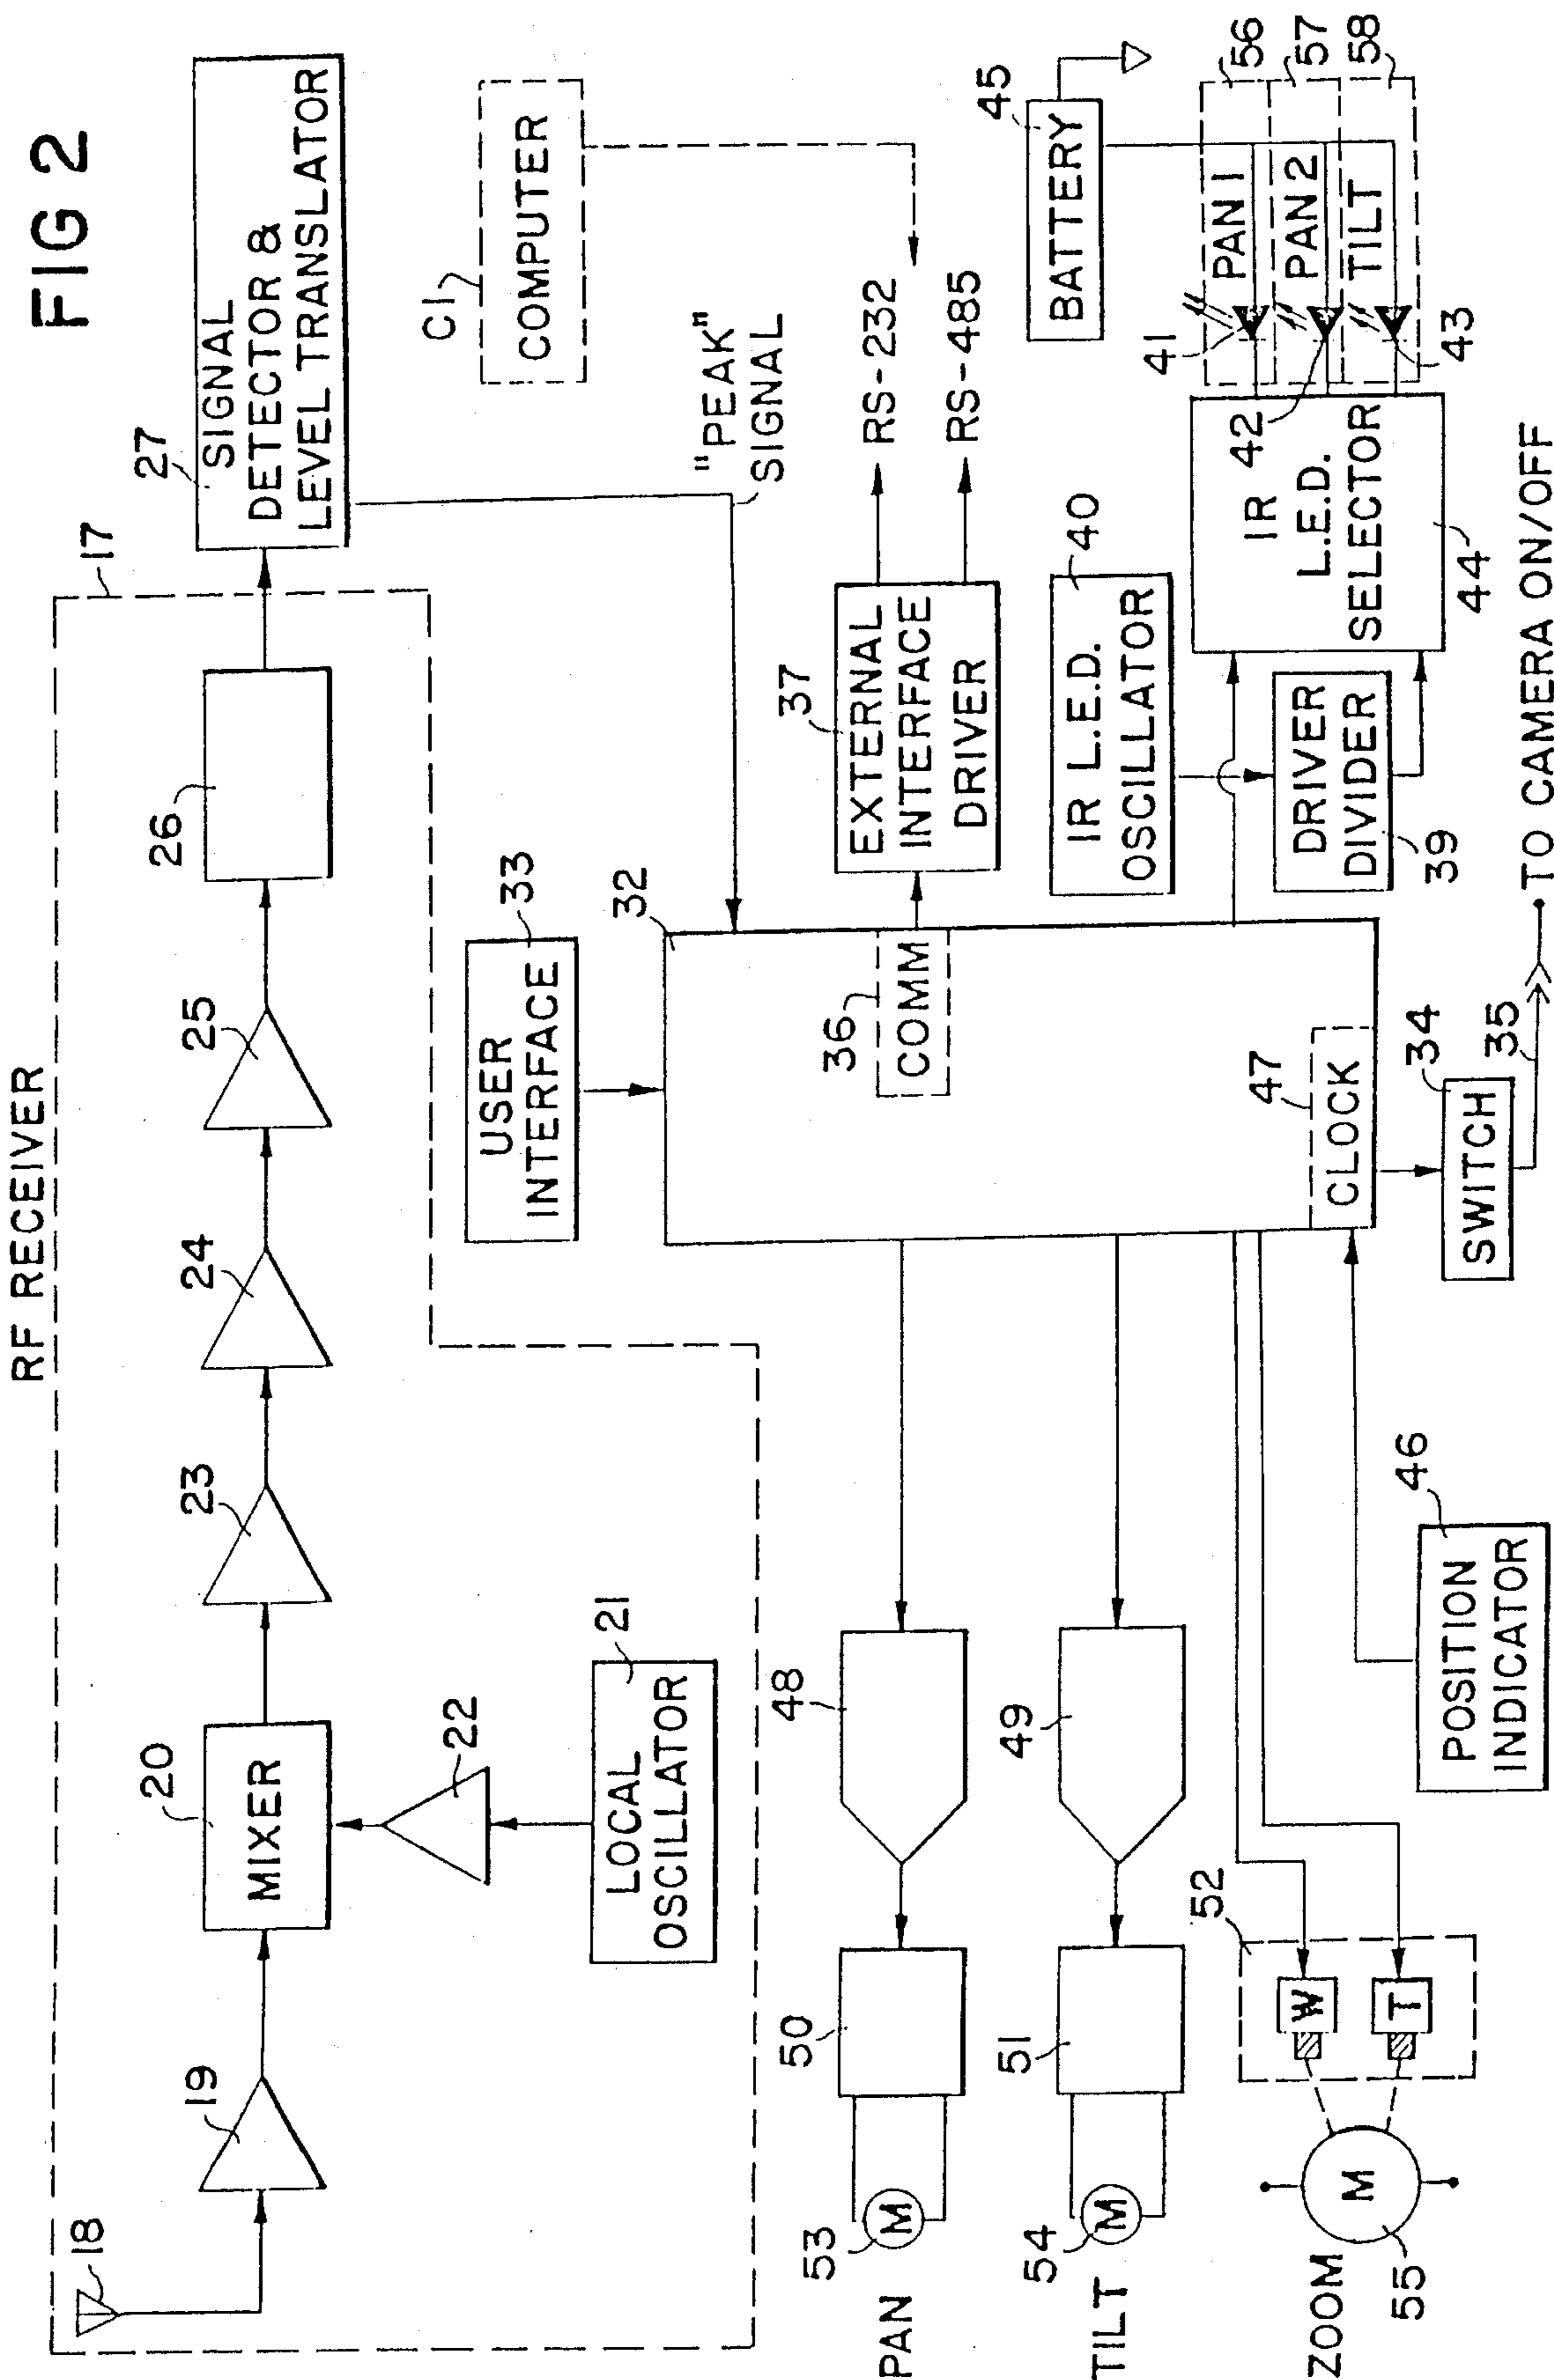 FIG 2
RF RECEIVER
17
18
19
20
MIXER
22
21
LOCAL
OSCILLATOR
23
24
25
26
27
SIGNAL
DETECTOR &
LEVEL TRANSLATOR
C1
COMPUTER
"PEAK"
SIGNAL
33
USER
INTERFACE
32
36
COMM
37
EXTERNAL
INTERFACE
DRIVER
RS-232
RS-485
45
BATTERY
40
IR L.E.D.
OSCILLATOR
DRIVER
DIVIDER
39
IR
L.E.D.
SELECTOR
44
41
42
43
PAN 1
PAN 2
TILT
56
57
58
47
CLOCK
34
SWITCH
35
TO CAMERA ON/OFF
46
POSITION
INDICATOR
48
50
53
M
PAN
49
51
54
M
TILT
52
W
T
M
ZOOM
55